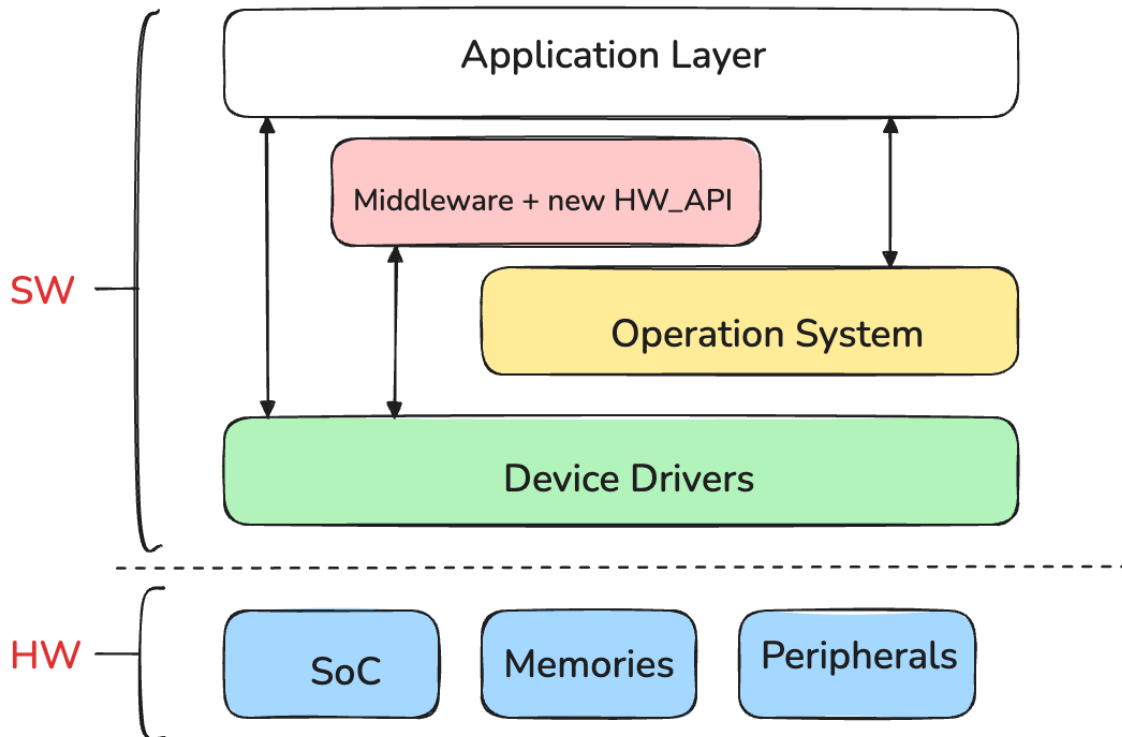 Application Layer
Middleware + new HW_API
SW
Operation System
Device Drivers
HW
SoC
Memories
Peripherals